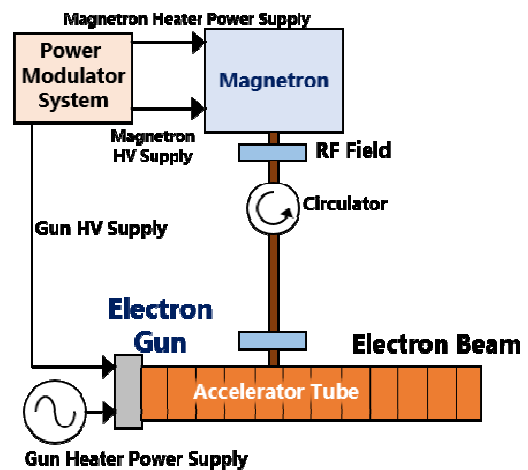 Magnetron Heater Power Supply
Power
Modulator
System
Magnetron
Magnetron
HV Supply
RF Field
Circulator
Gun HV Supply
Electron
Gun
Electron Beam
Accelerator Tube
Gun Heater Power Supply